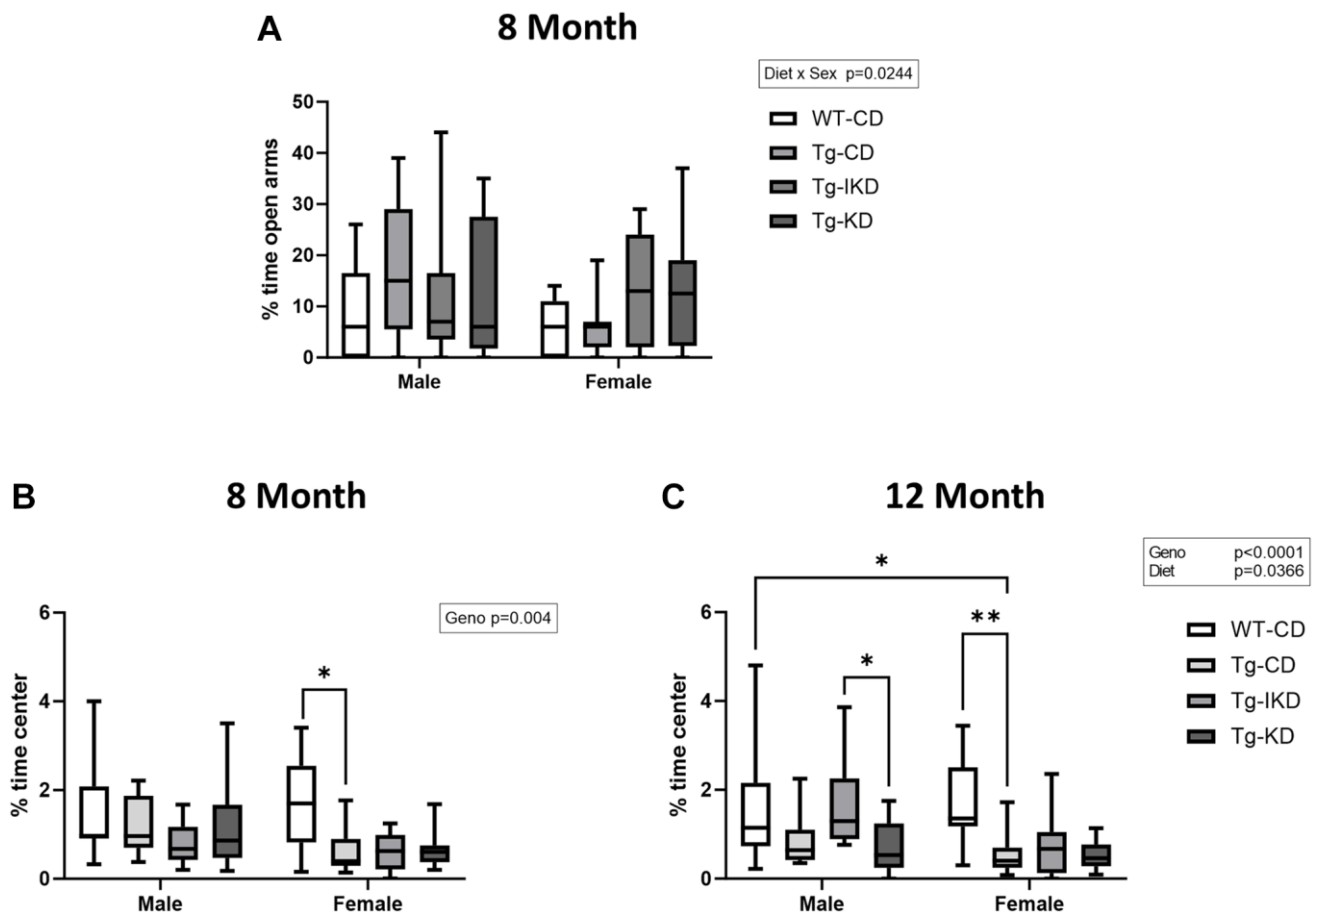 A
8 Month
Diet x Sex p=0.0244
WT-CD
Tg-CD
Tg-IKD
Tg-KD
% time open arms
50
40
30
20
10
0
Male Female
B
8 Month
Geno p=0.004
% time center
6
4
2
0
*
Male Female
C
12 Month
Geno p<0.0001
Diet p=0.0366
WT-CD
Tg-CD
Tg-IKD
Tg-KD
% time center
6
4
2
0
*
*
**
Male Female